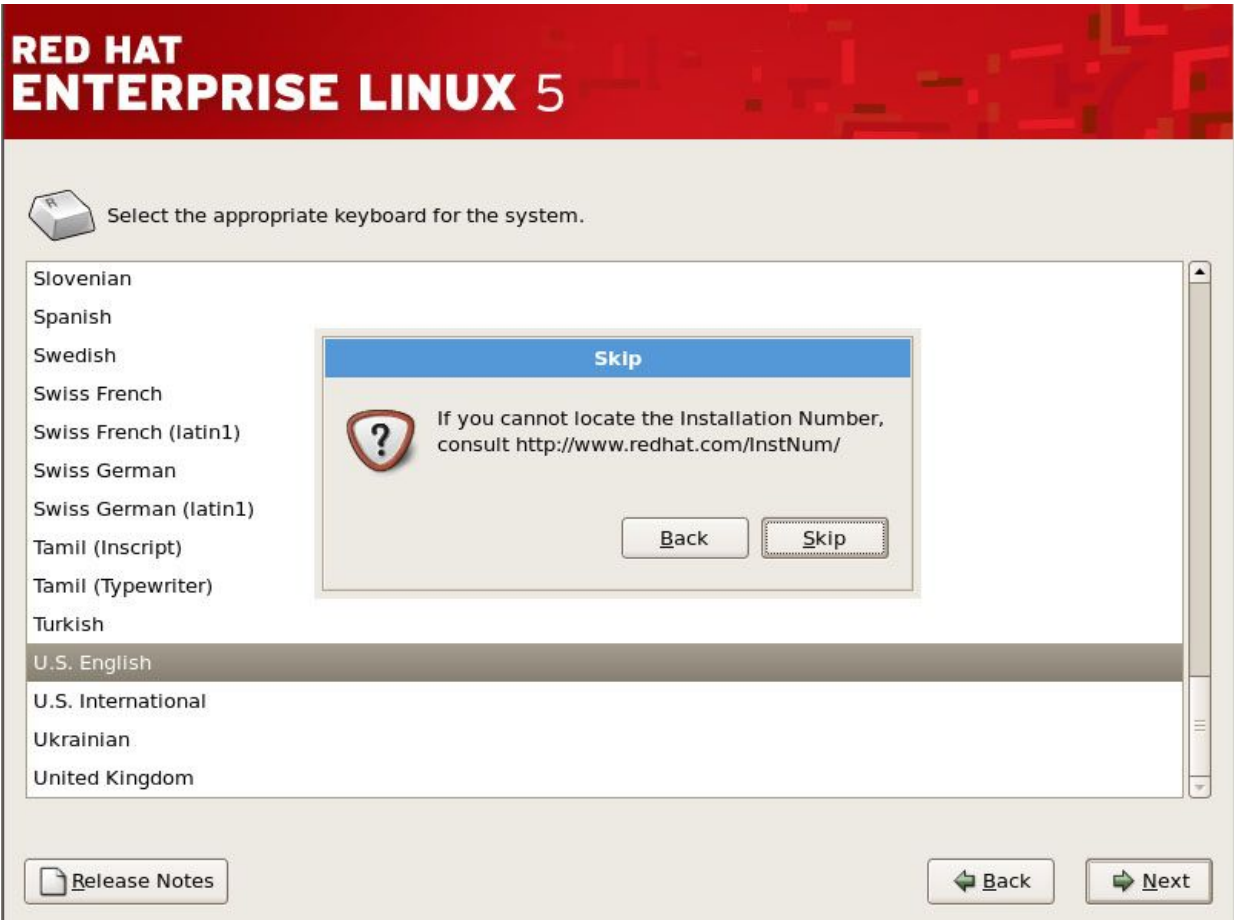 RED HAT
ENTERPRISE LINUX 5
R
Select the appropriate keyboard for the system.
Slovenian
Spanish
Swedish
Swiss French
Swiss French (latin1)
Swiss German
Swiss German (latin1)
Tamil (Inscript)
Tamil (Typewriter)
Turkish
U.S. English
U.S. International
Ukrainian
United Kingdom
Skip
?
If you cannot locate the Installation Number,
consult http://www.redhat.com/InstNum/
Back Skip
Release Notes Back Next